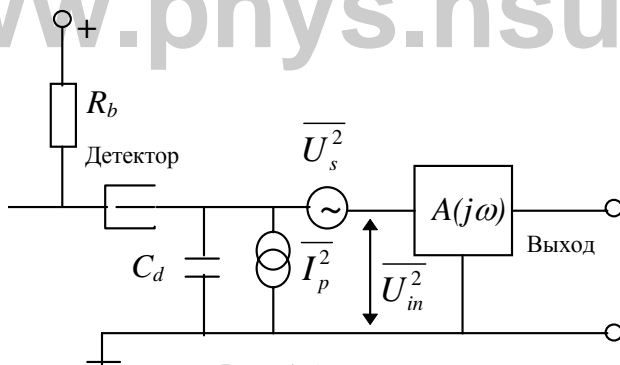 www.phys.nsu
+
R_b
Детектор
U_s^2
A(jω)
Выход
C_d
I_p^2
U_in^2